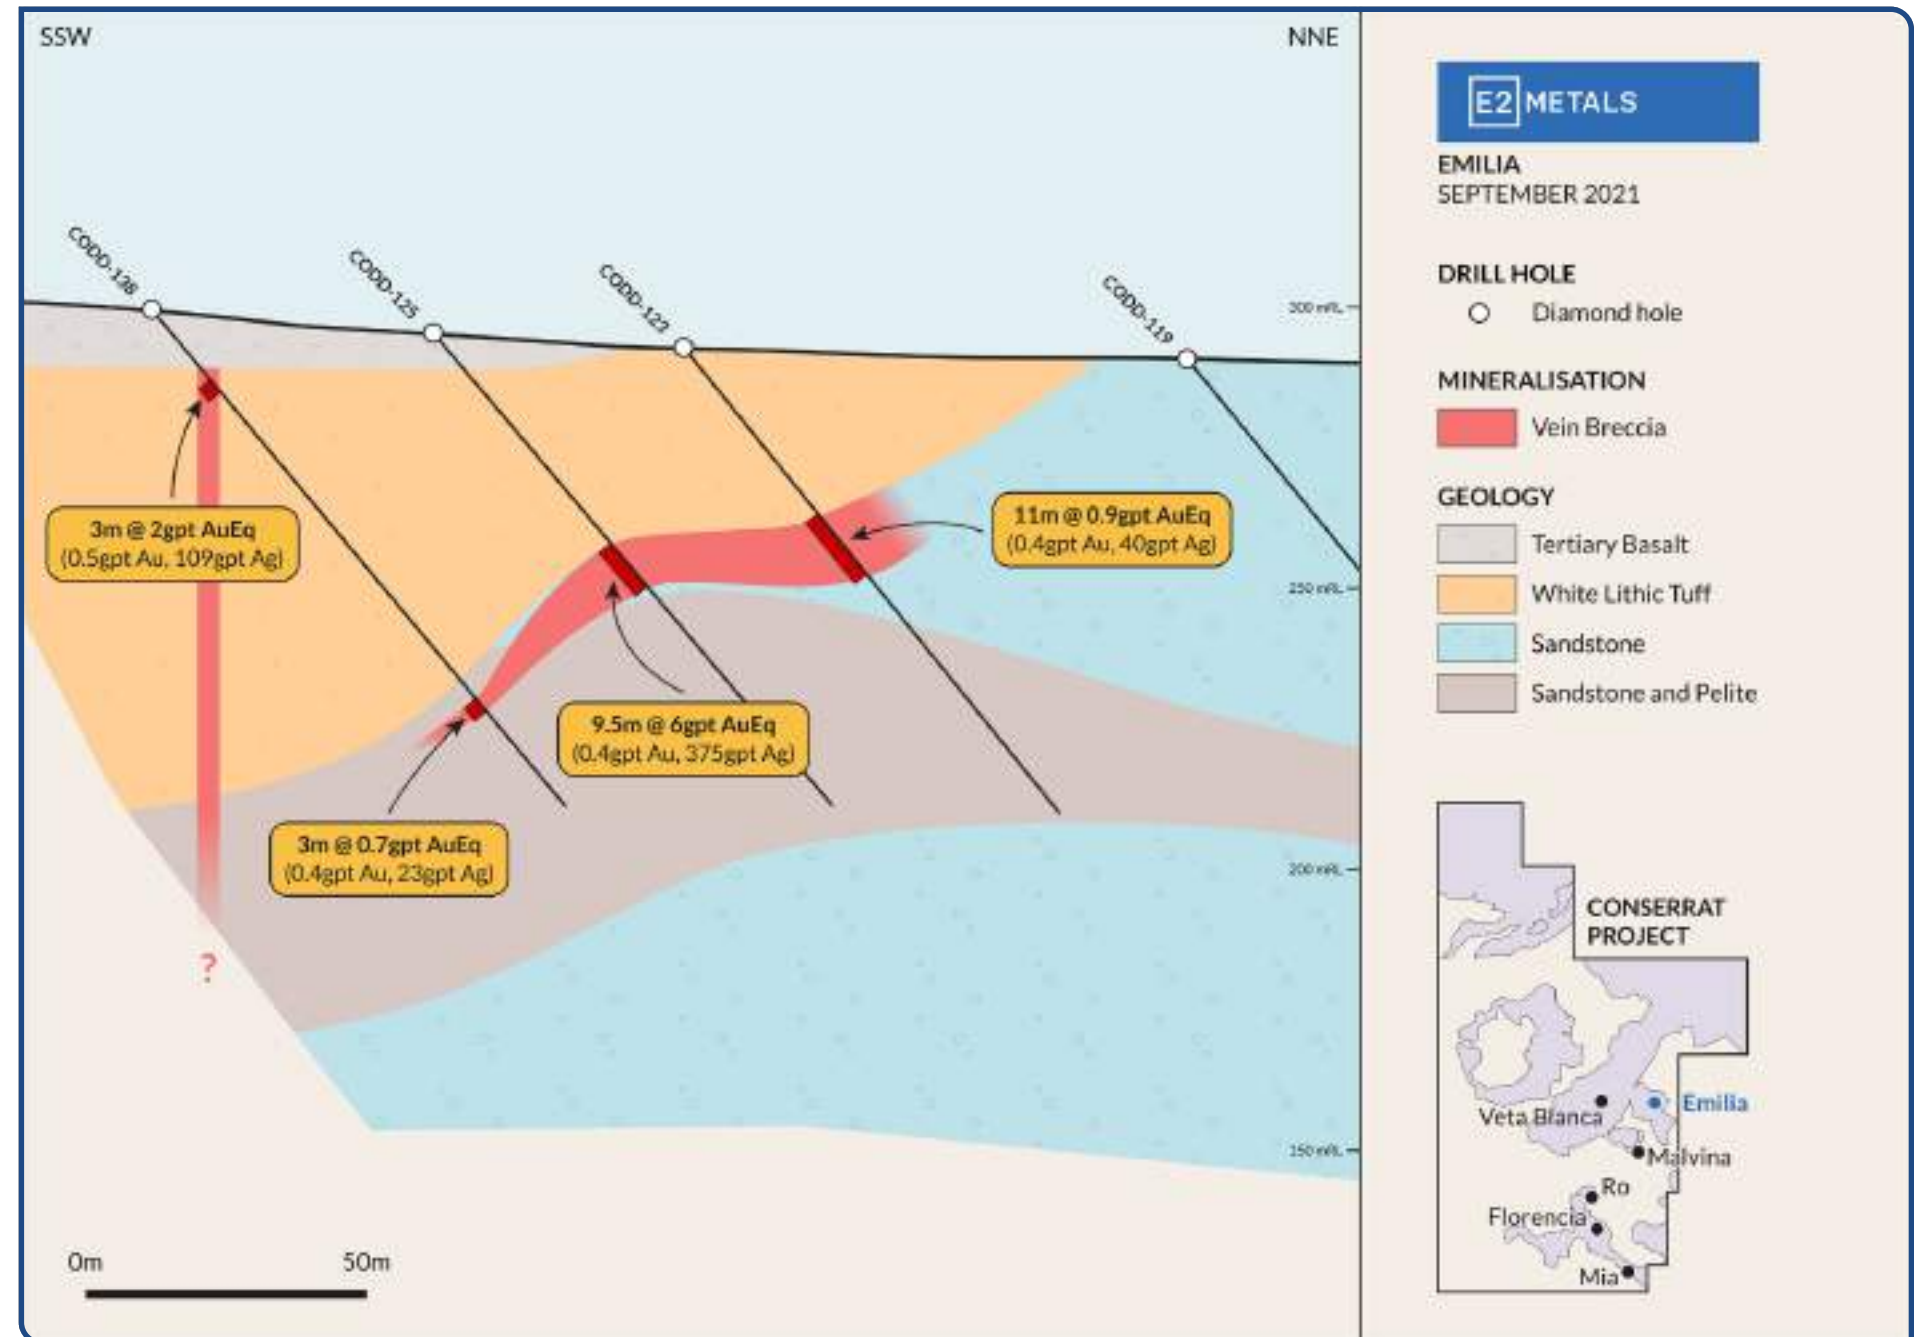 SSW
NNE
CODD-138
CODD-125
CODD-122
CODD-119
300 mRL
250 mRL
200 mRL
150 mRL
3m @ 2gpt AuEq
(0.5gpt Au, 109gpt Ag)
11m @ 0.9gpt AuEq
(0.4gpt Au, 40gpt Ag)
9.5m @ 6gpt AuEq
(0.4gpt Au, 375gpt Ag)
3m @ 0.7gpt AuEq
(0.4gpt Au, 23gpt Ag)
?
0m
50m
E2 METALS
EMILIA
SEPTEMBER 2021
DRILL HOLE
Diamond hole
MINERALISATION
Vein Breccia
GEOLOGY
Tertiary Basalt
White Lithic Tuff
Sandstone
Sandstone and Pelite
CONSERRAT
PROJECT
Veta Blanca
Emilia
Malvina
Ro
Florencia
Mia